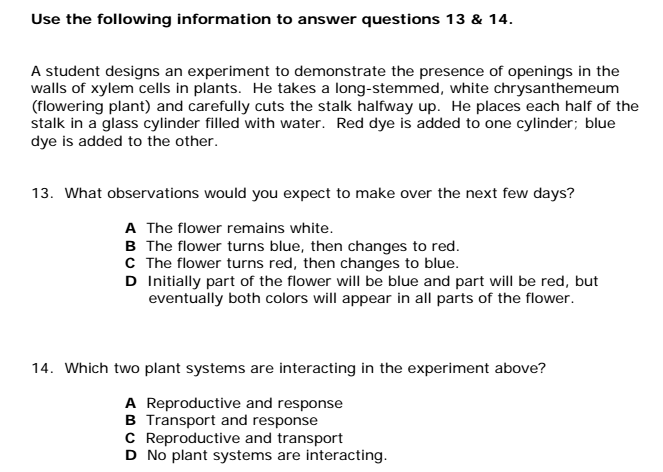 Use the following information to answer questions 13 & 14.
A student designs an experiment to demonstrate the presence of openings in the
walls of xylem cells in plants. He takes a long-stemmed, white chrysanthemeum
(flowering plant) and carefully cuts the stalk halfway up. He places each half of the
stalk in a glass cylinder filled with water. Red dye is added to one cylinder; blue
dye is added to the other.
13. What observations would you expect to make over the next few days?
A The flower remains white.
B The flower turns blue, then changes to red.
C The flower turns red, then changes to blue.
D Initially part of the flower will be blue and part will be red, but
eventually both colors will appear in all parts of the flower.
14. Which two plant systems are interacting in the experiment above?
A Reproductive and response
B Transport and response
C Reproductive and transport
D No plant systems are interacting.